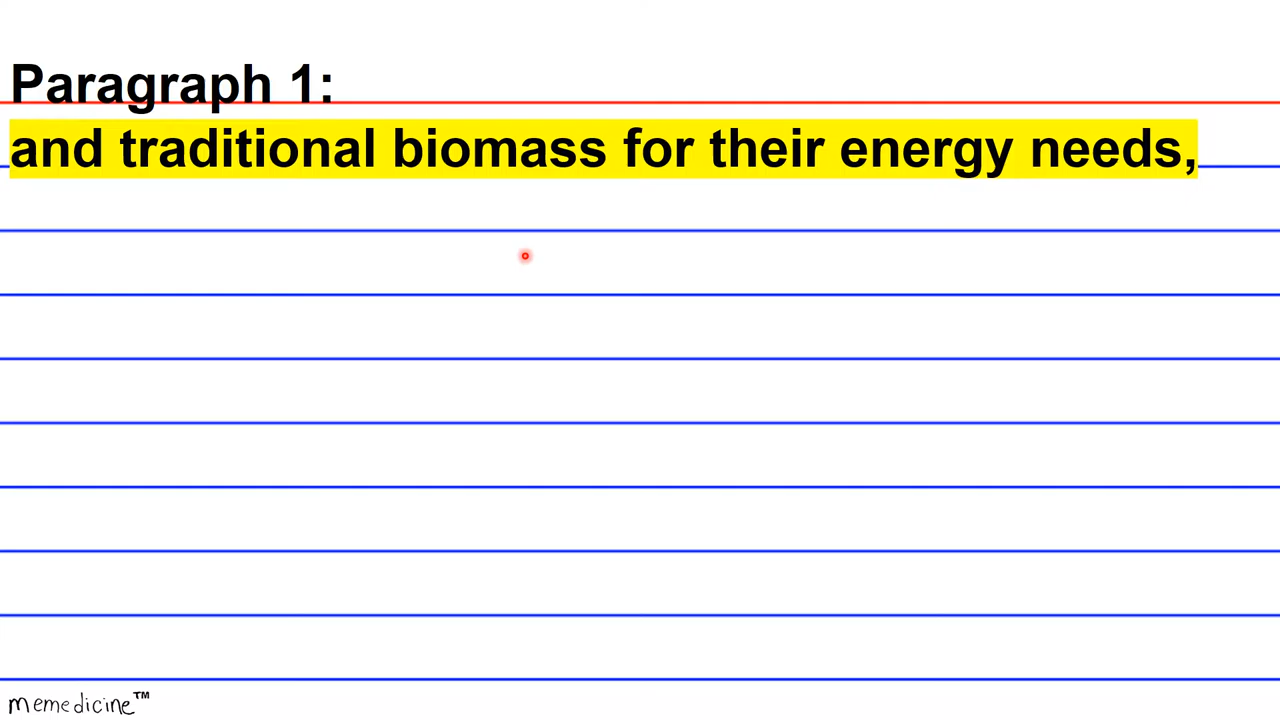 Paragraph 1:
and traditional biomass for their energy needs,
memedicine™